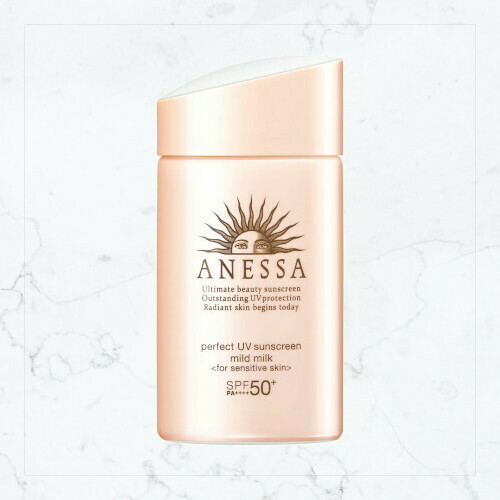 ANESSA
Ultimate beauty sunscreen
Outstanding UV protection
Radiant skin begins today
perfect UV sunscreen
mild milk
<for sensitive skin>
SPF50+
PA++++